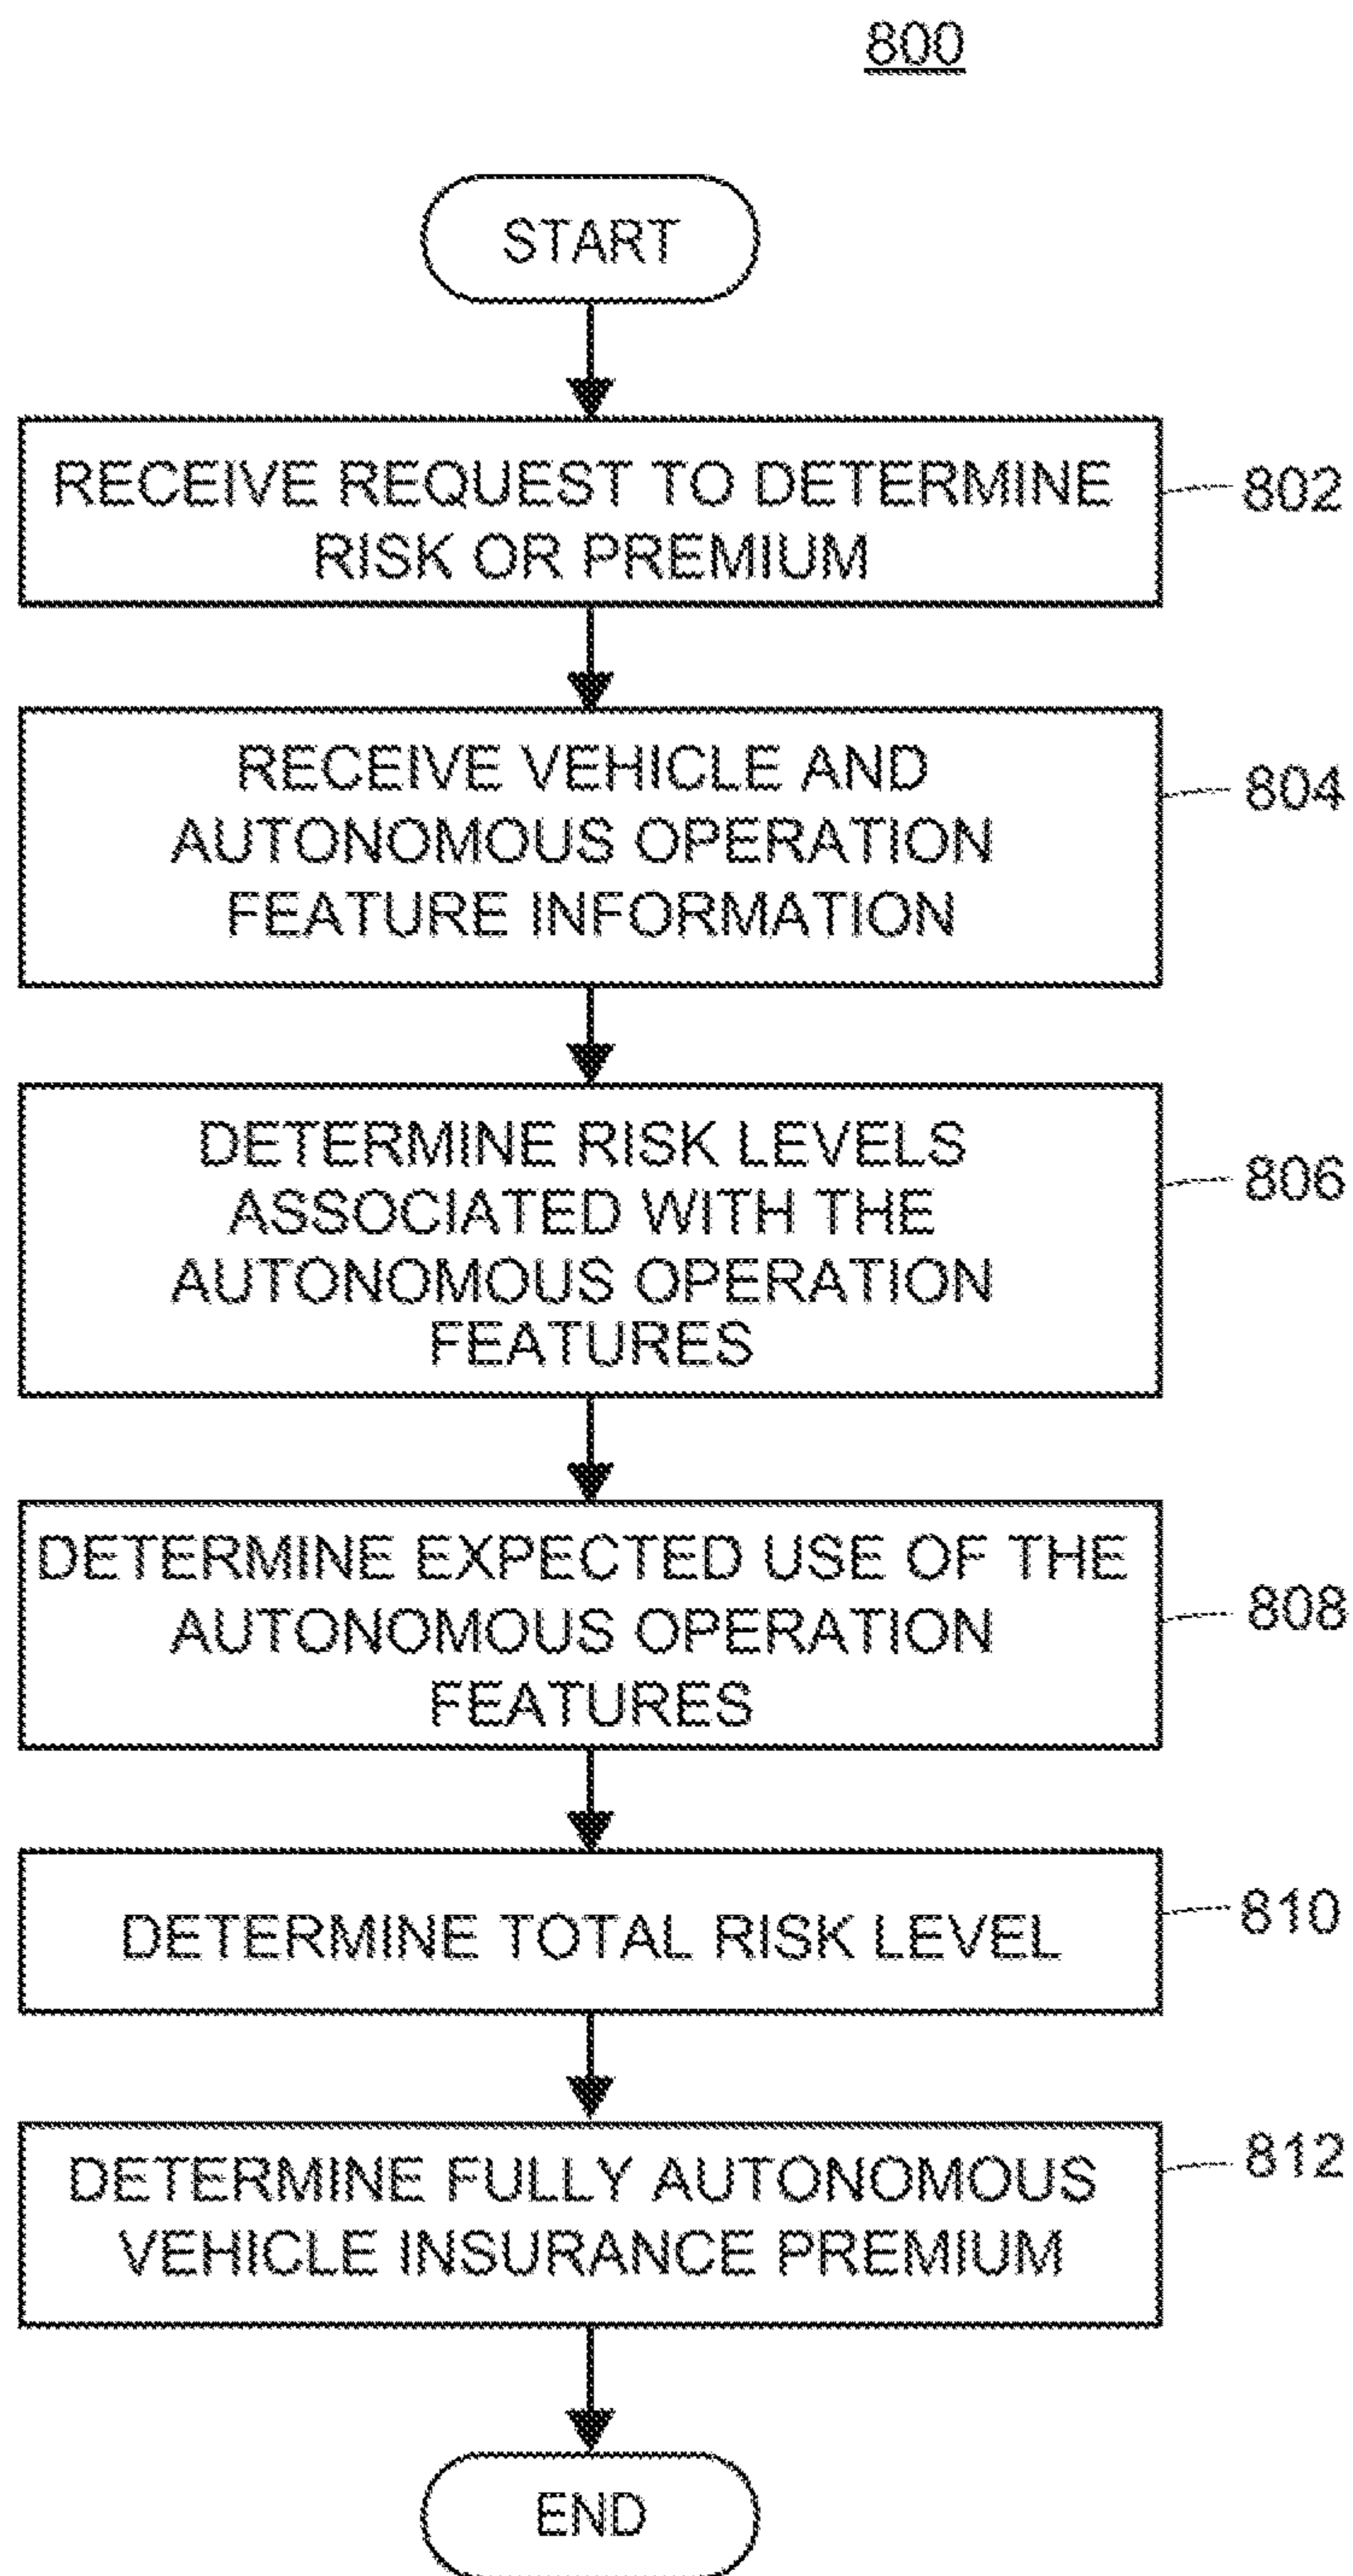 800
START
RECEIVE REQUEST TO DETERMINE
RISK OR PREMIUM
802
RECEIVE VEHICLE AND
AUTONOMOUS OPERATION
FEATURE INFORMATION
804
DETERMINE RISK LEVELS
ASSOCIATED WITH THE
AUTONOMOUS OPERATION
FEATURES
806
DETERMINE EXPECTED USE OF THE
AUTONOMOUS OPERATION
FEATURES
808
DETERMINE TOTAL RISK LEVEL
810
DETERMINE FULLY AUTONOMOUS
VEHICLE INSURANCE PREMIUM
812
END